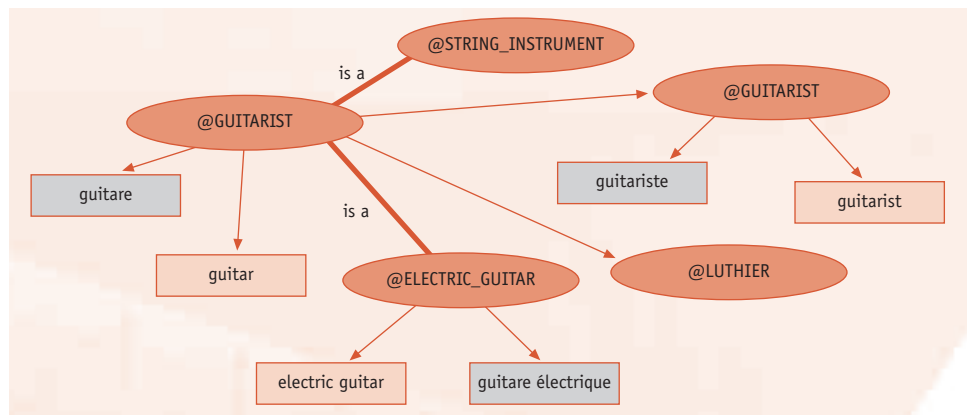 @STRING_INSTRUMENT
is a
@GUITARIST
@GUITARIST
guitare
guitariste
guitarist
is a
guitar
@ELECTRIC_GUITAR
@LUTHIER
electric guitar
guitare électrique